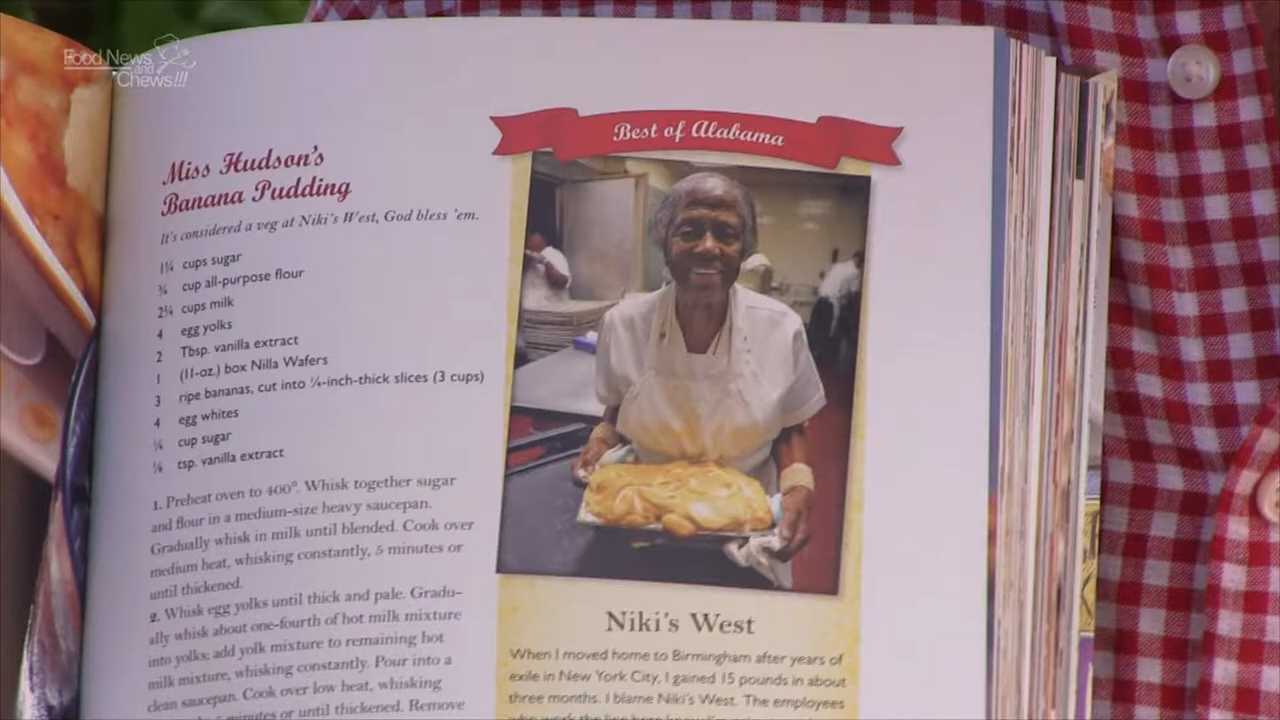 Food News
and
Chews!!!
Miss Hudson's
Banana Pudding
It's considered a veg at Niki's West, God bless 'em.
1¾ cups sugar
¾ cup all-purpose flour
2¾ cups milk
4 egg yolks
2 Tbsp. vanilla extract
1 (11-oz.) box Nilla Wafers
3 ripe bananas, cut into ¼-inch-thick slices (3 cups)
4 egg whites
¼ cup sugar
tsp. vanilla extract
1. Preheat oven to 400°. Whisk together sugar
and flour in a medium-size heavy saucepan.
Gradually whisk in milk until blended. Cook over
medium heat, whisking constantly, 5 minutes or
until thickened.
2. Whisk egg yolks until thick and pale. Gradu-
ally whisk about one-fourth of hot milk mixture
into yolks; add yolk mixture to remaining hot
milk mixture, whisking constantly. Pour into a
clean saucepan. Cook over low heat, whisking
minutes or until thickened. Remove
Best of Alabama
Niki's West
When I moved home to Birmingham after years of
exile in New York City, I gained 15 pounds in about
three months. I blame Niki's West. The employees